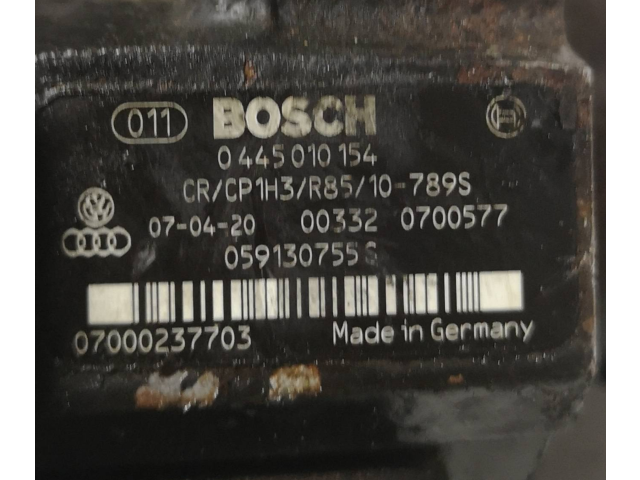 011 BOSCH
0 445 010 154
CR/CP1H3/R85/10-789S
07-04-20 00332 0700577
059130755S
07000237703 Made in Germany